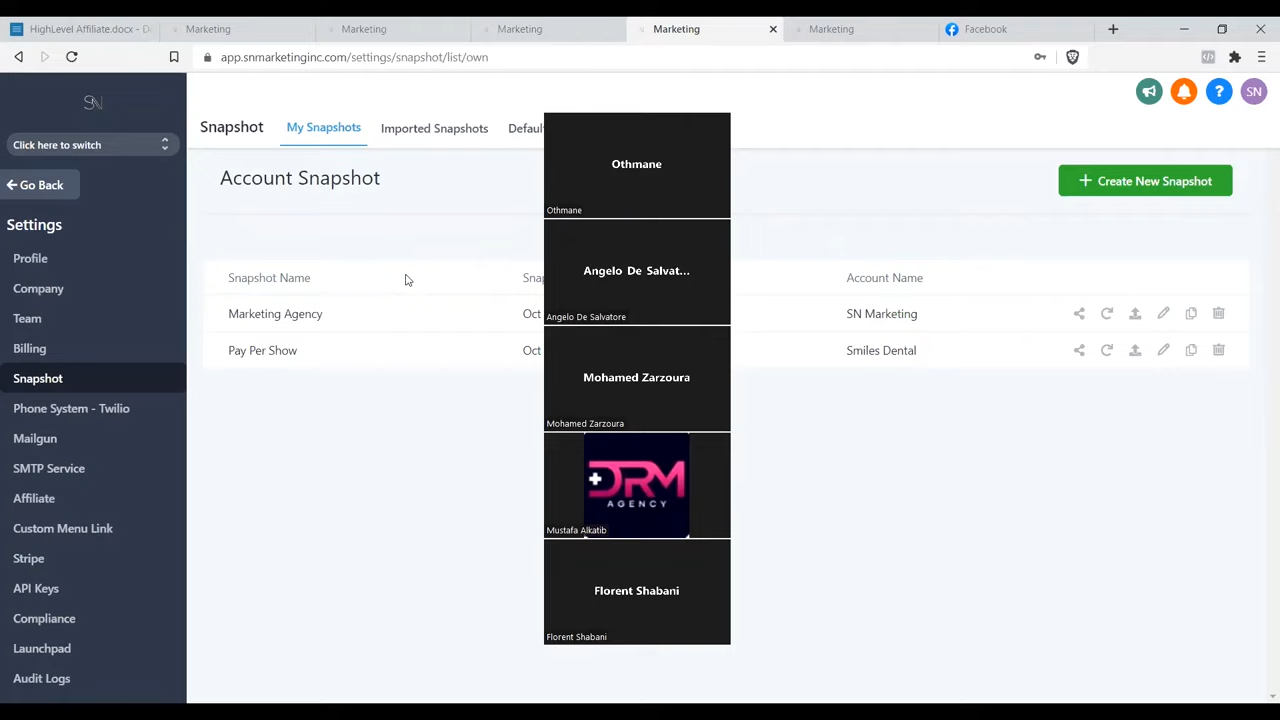 HighLevel Affiliate.docx - D
Marketing
Marketing
Marketing
Marketing
Marketing
Facebook
app.snmarketinginc.com/settings/snapshot/list/own
SN
SN
Click here to switch
Go Back
Settings
Profile
Company
Team
Billing
Snapshot
Phone System - Twilio
Mailgun
SMTP Service
Affiliate
Custom Menu Link
Stripe
API Keys
Compliance
Launchpad
Audit Logs
Snapshot
My Snapshots
Imported Snapshots
Defau
Account Snapshot
+ Create New Snapshot
Snapshot Name
Sna
Account Name
Marketing Agency
Oct
SN Marketing
Pay Per Show
Oct
Smiles Dental
Othmane
Othmane
Angelo De Salvat...
Angelo De Salvatore
Mohamed Zarzoura
Mohamed Zarzoura
DRM
AGENCY
Mustafa Alkatib
Florent Shabani
Florent Shabani